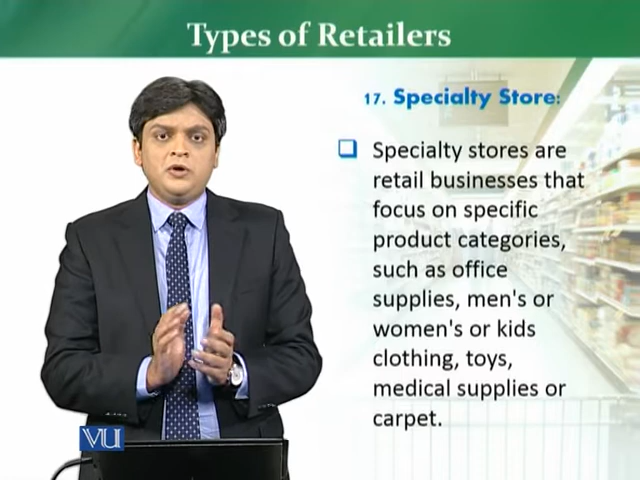 Types of Retailers
17. Specialty Store:
Specialty stores are
retail businesses that
focus on specific
product categories,
such as office
supplies, men's or
women's or kids
clothing, toys,
medical supplies or
carpet.
VU